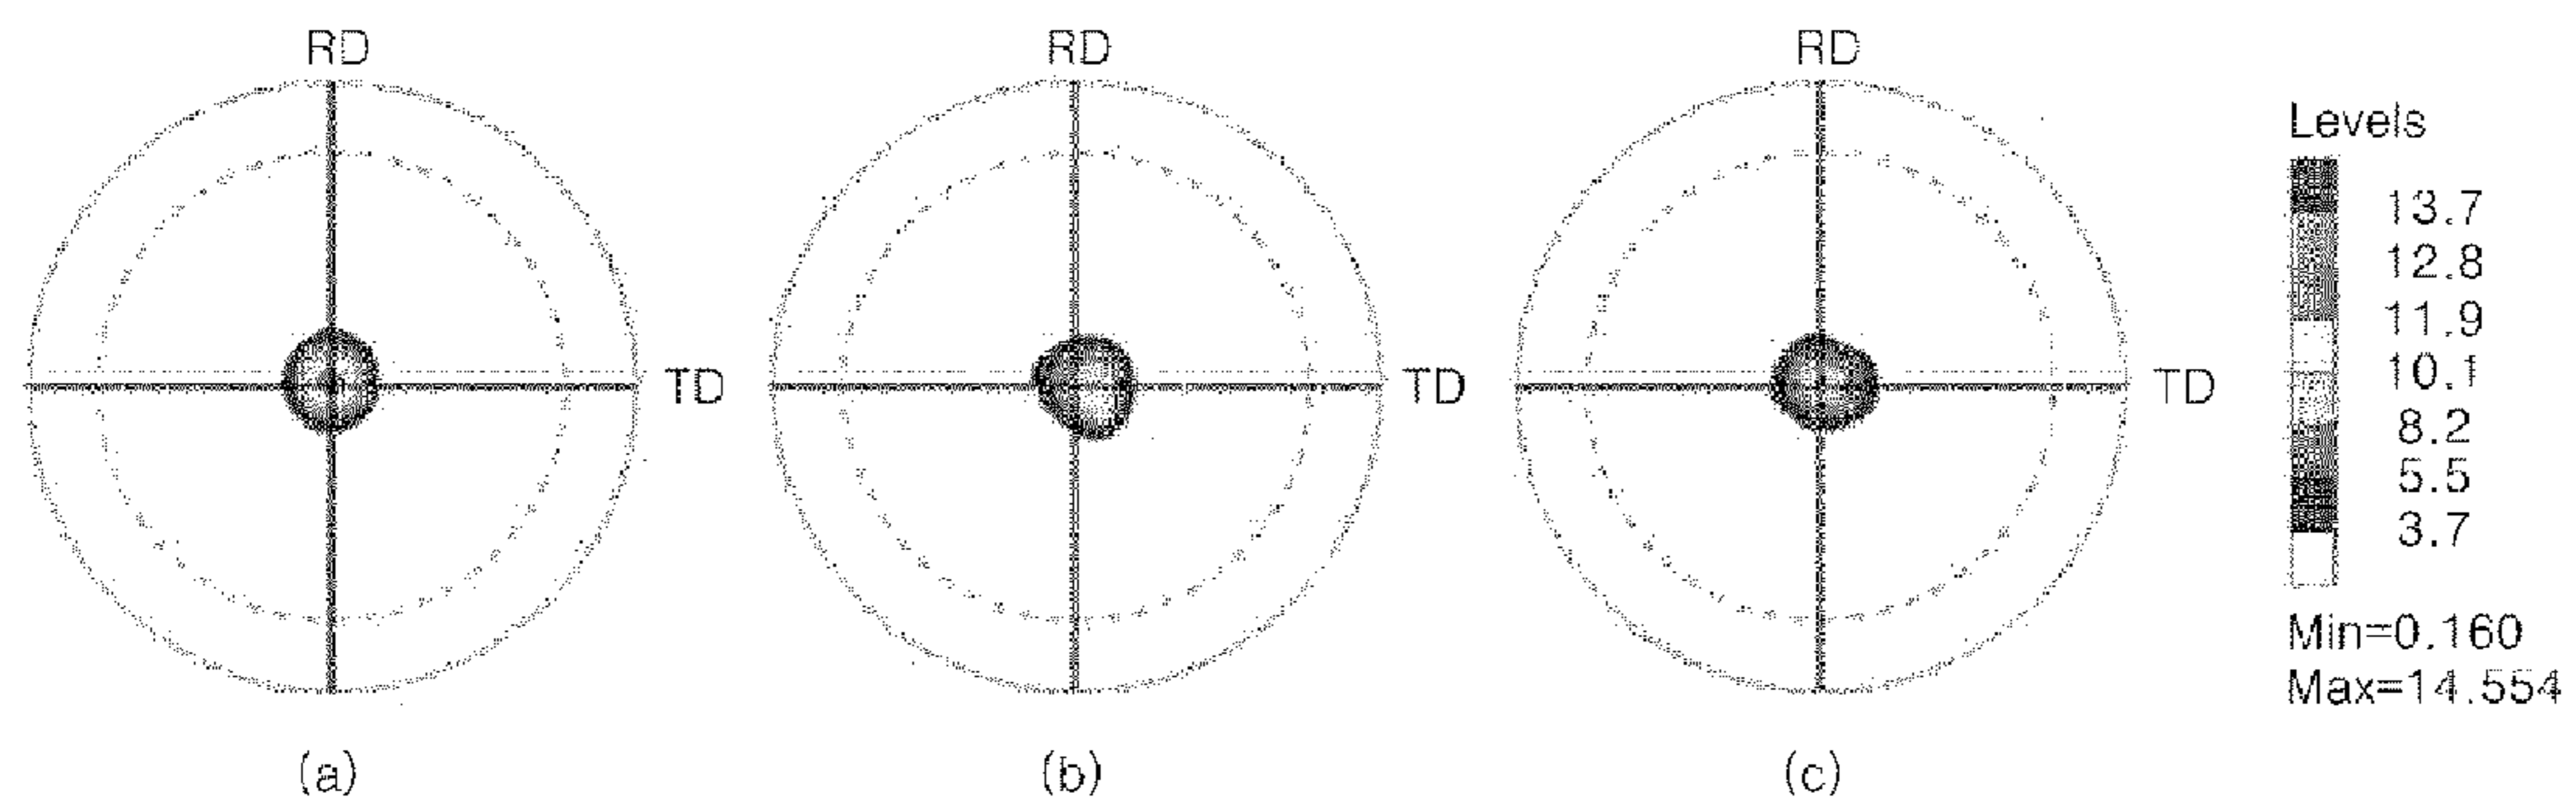 RD
TD
(a)
RD
TD
(b)
RD
TD
(c)
Levels
13.7
12.8
11.9
10.1
8.2
5.5
3.7
Min=0.160
Max=14.554